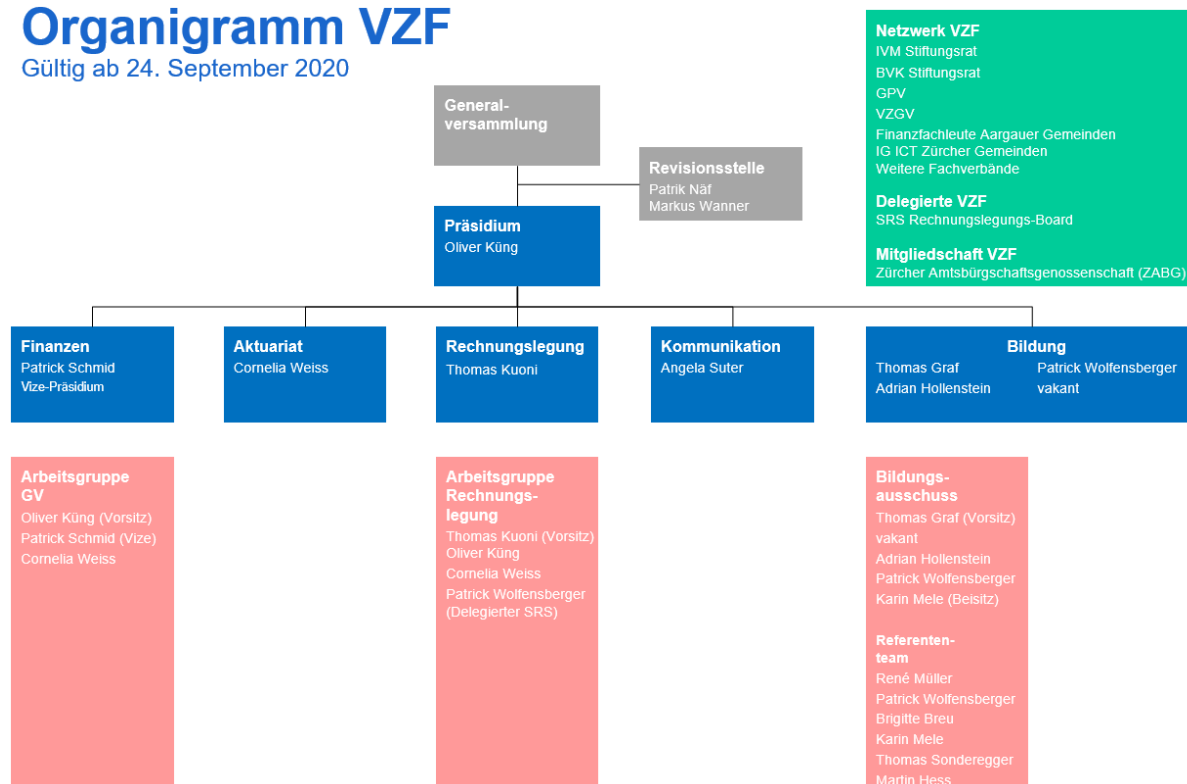 Organigramm VZF
Gültig ab 24. September 2020
General-
versammlung
Revisionsstelle
Patrik Näf
Markus Wanner
Präsidium
Oliver Küng
Netzwerk VZF
IVM Stiftungsrat
BVK Stiftungsrat
GPV
VZGV
Finanzfachleute Aargauer Gemeinden
IG ICT Zürcher Gemeinden
Weitere Fachverbände
Delegierte VZF
SRS Rechnungslegungs-Board
Mitgliedschaft VZF
Zürcher Amtsbürgschaftsgenossenschaft (ZABG)
Finanzen
Patrick Schmid
Vize-Präsidium
Aktuariat
Cornelia Weiss
Rechnungslegung
Thomas Kuoni
Kommunikation
Angela Suter
Bildung
Thomas Graf
Adrian Hollenstein
Patrick Wolfensberger
vakant
Arbeitsgruppe
GV
Oliver Küng (Vorsitz)
Patrick Schmid (Vize)
Cornelia Weiss
Arbeitsgruppe
Rechnungs-
legung
Thomas Kuoni (Vorsitz)
Oliver Küng
Cornelia Weiss
Patrick Wolfensberger
(Delegierter SRS)
Bildungs-
ausschuss
Thomas Graf (Vorsitz)
vakant
Adrian Hollenstein
Patrick Wolfensberger
Karin Mele (Beisitz)
Referenten-
team
René Müller
Patrick Wolfensberger
Brigitte Breu
Karin Mele
Thomas Sonderegger
Martin Hess